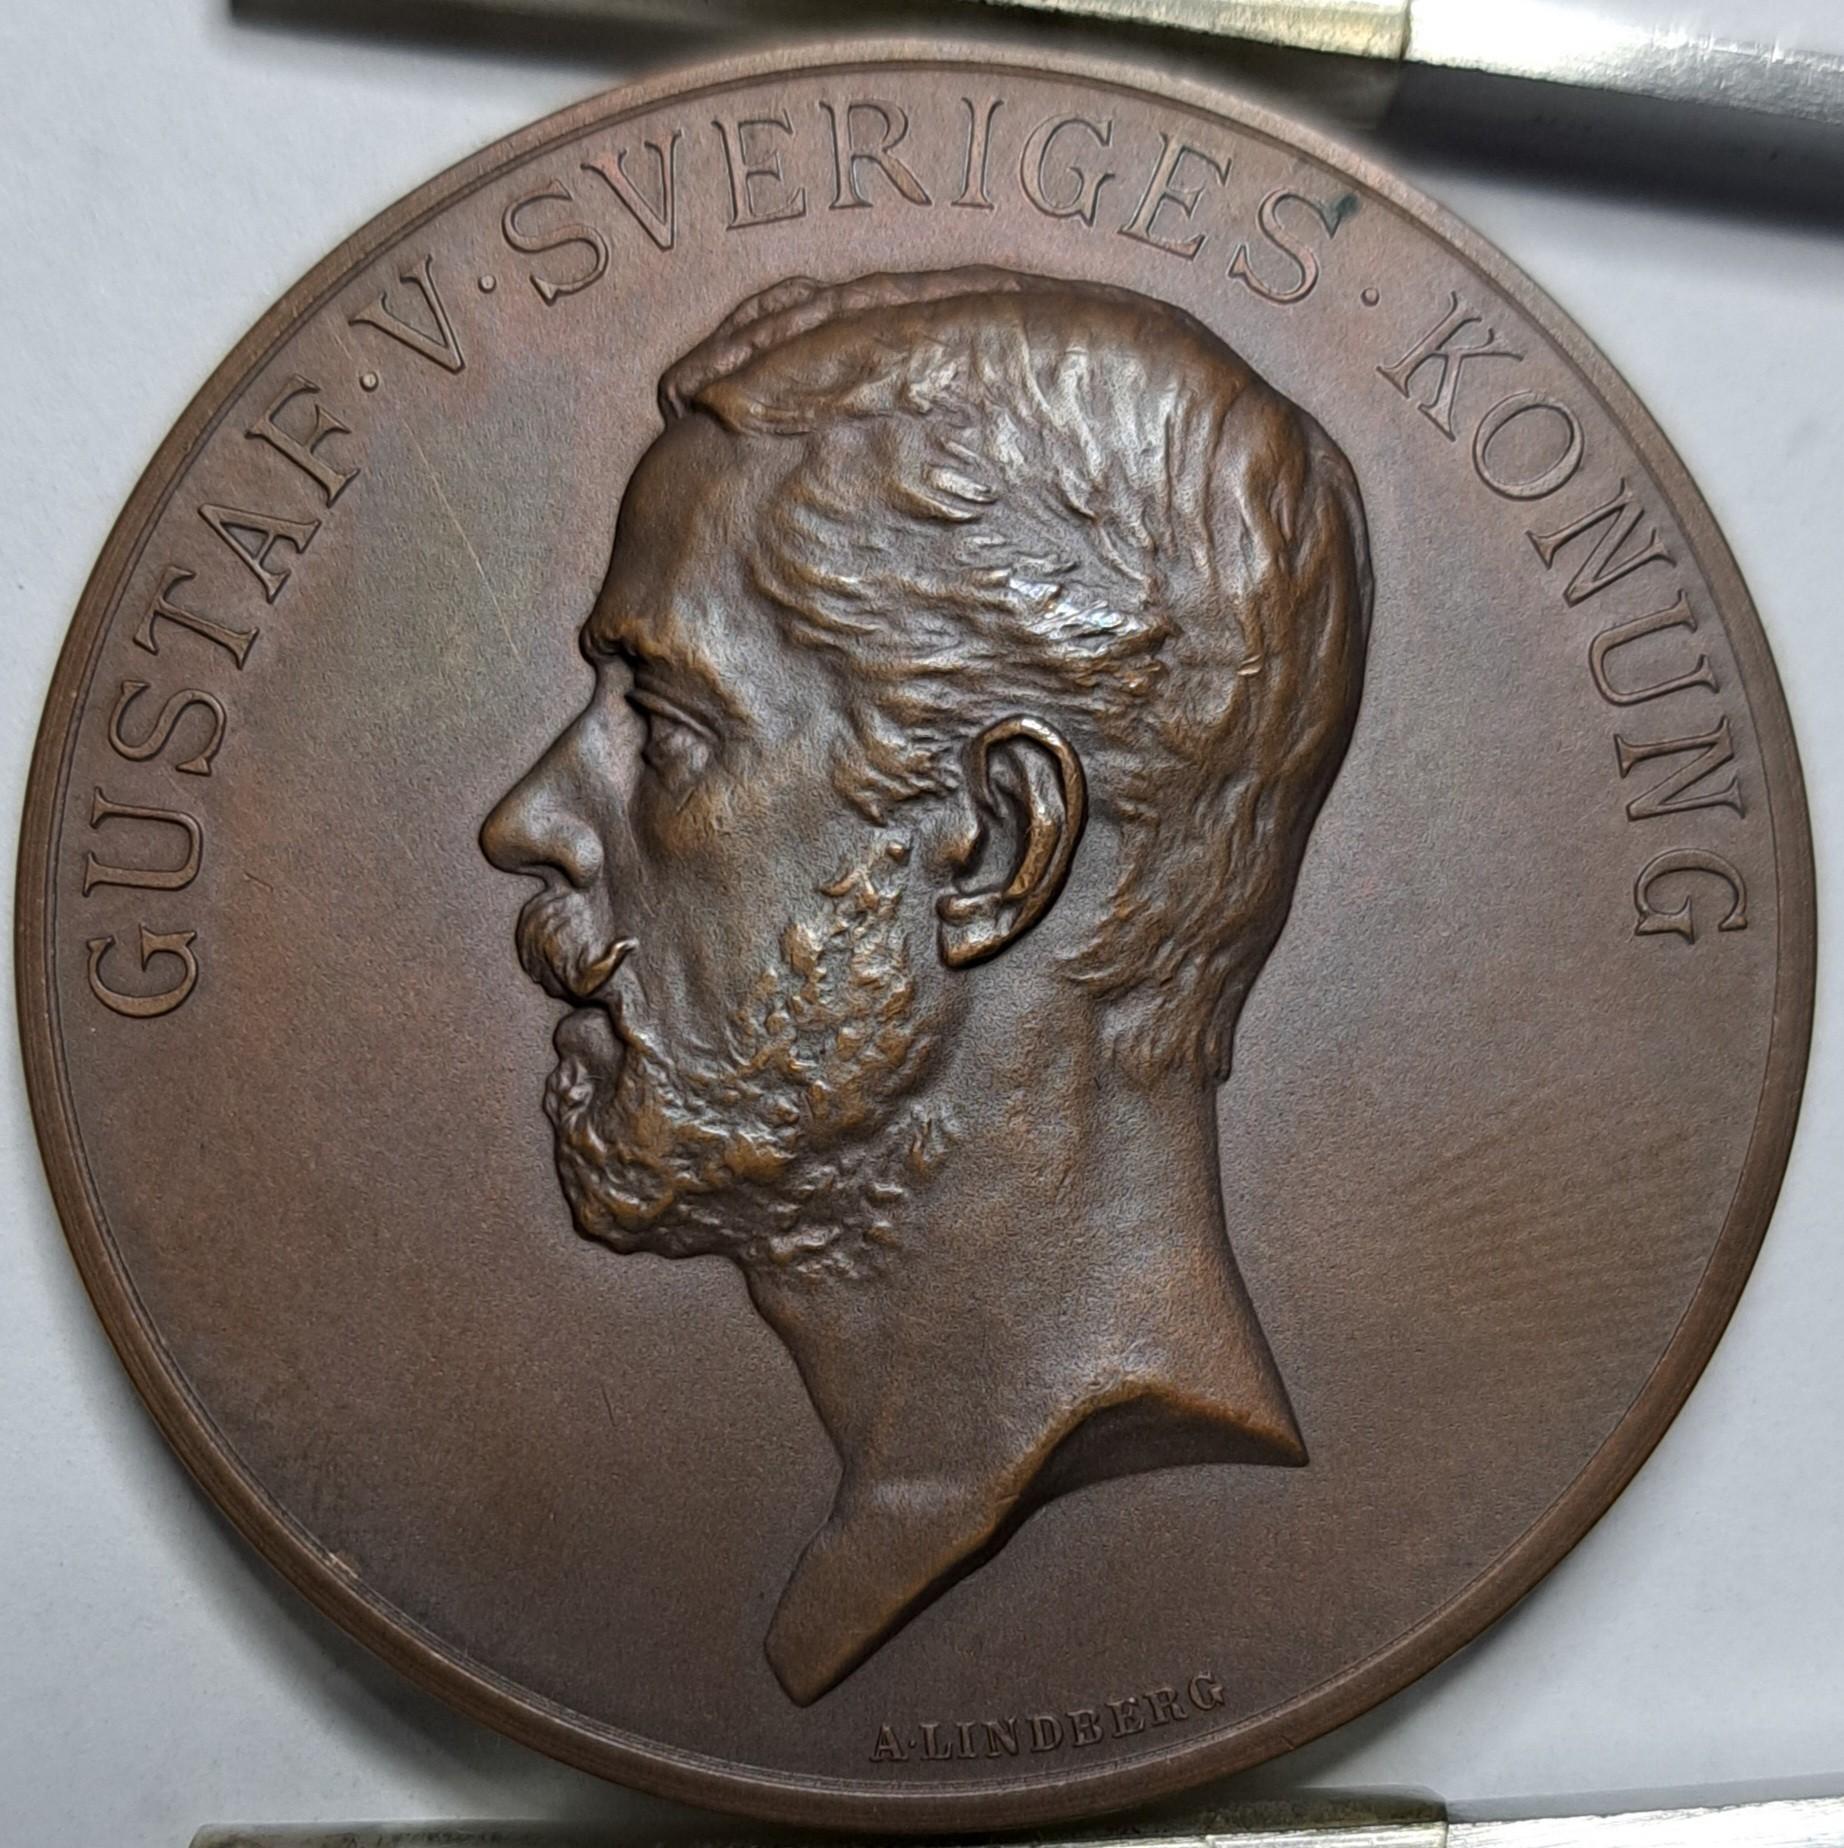 GUSTAF · V · SVERIGES · KONUNG
A·LINDBERG